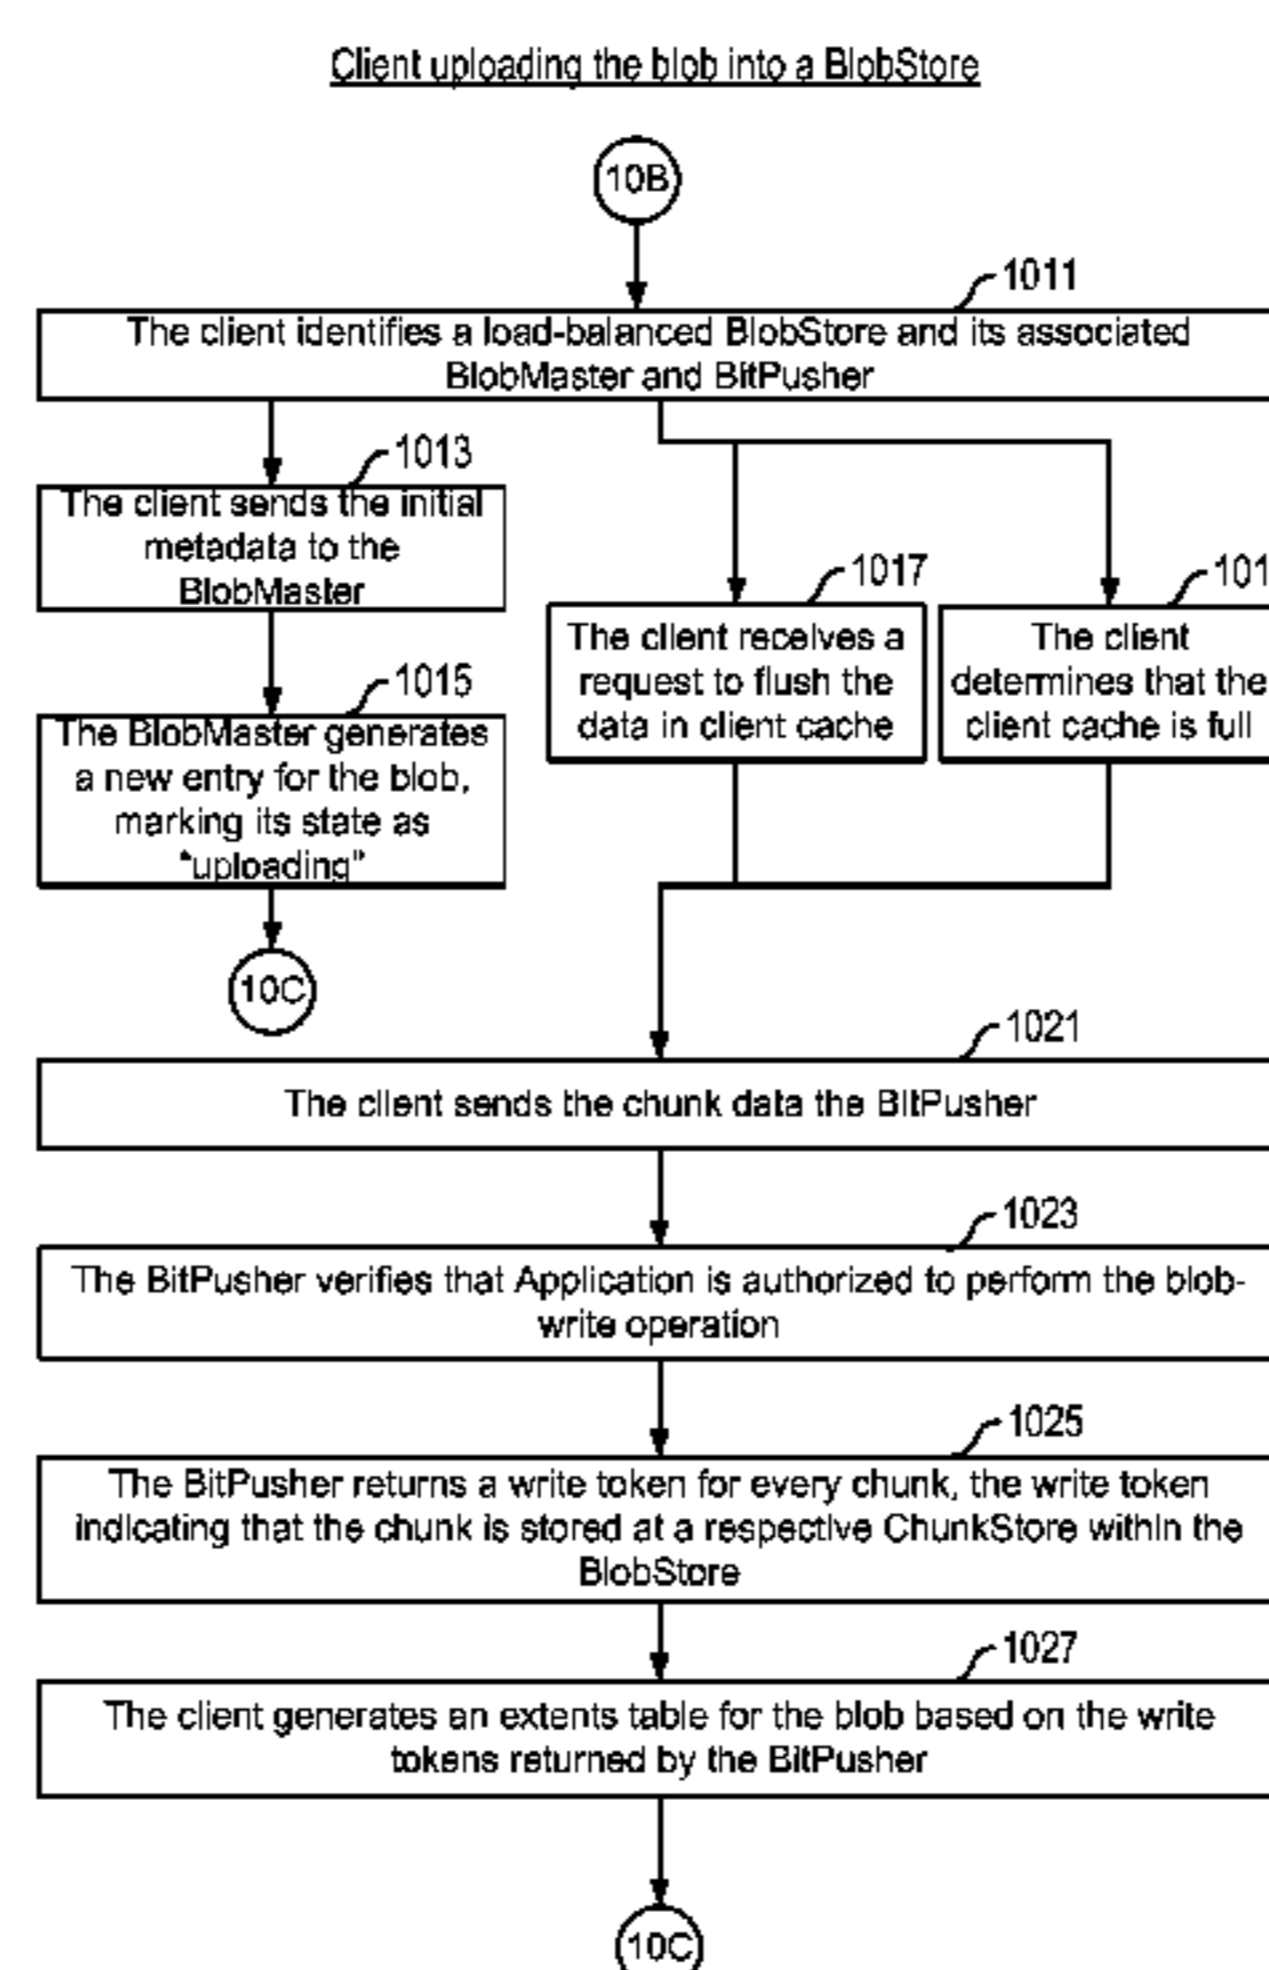 Client uploading the blob into a BlobStore
10B
1011
The client identifies a load-balanced BlobStore and its associated
BlobMaster and BitPusher
1013
The client sends the initial
metadata to the
BlobMaster
1015
The BlobMaster generates
a new entry for the blob,
marking its state as
“uploading”
10C
1017
The client receives a
request to flush the
data in client cache
101
The client
determines that the
client cache is full
1021
The client sends the chunk data the BitPusher
1023
The BitPusher verifies that Application is authorized to perform the blob-
write operation
1025
The BitPusher returns a write token for every chunk, the write token
indicating that the chunk is stored at a respective ChunkStore within the
BlobStore
1027
The client generates an extents table for the blob based on the write
tokens returned by the BitPusher
10C